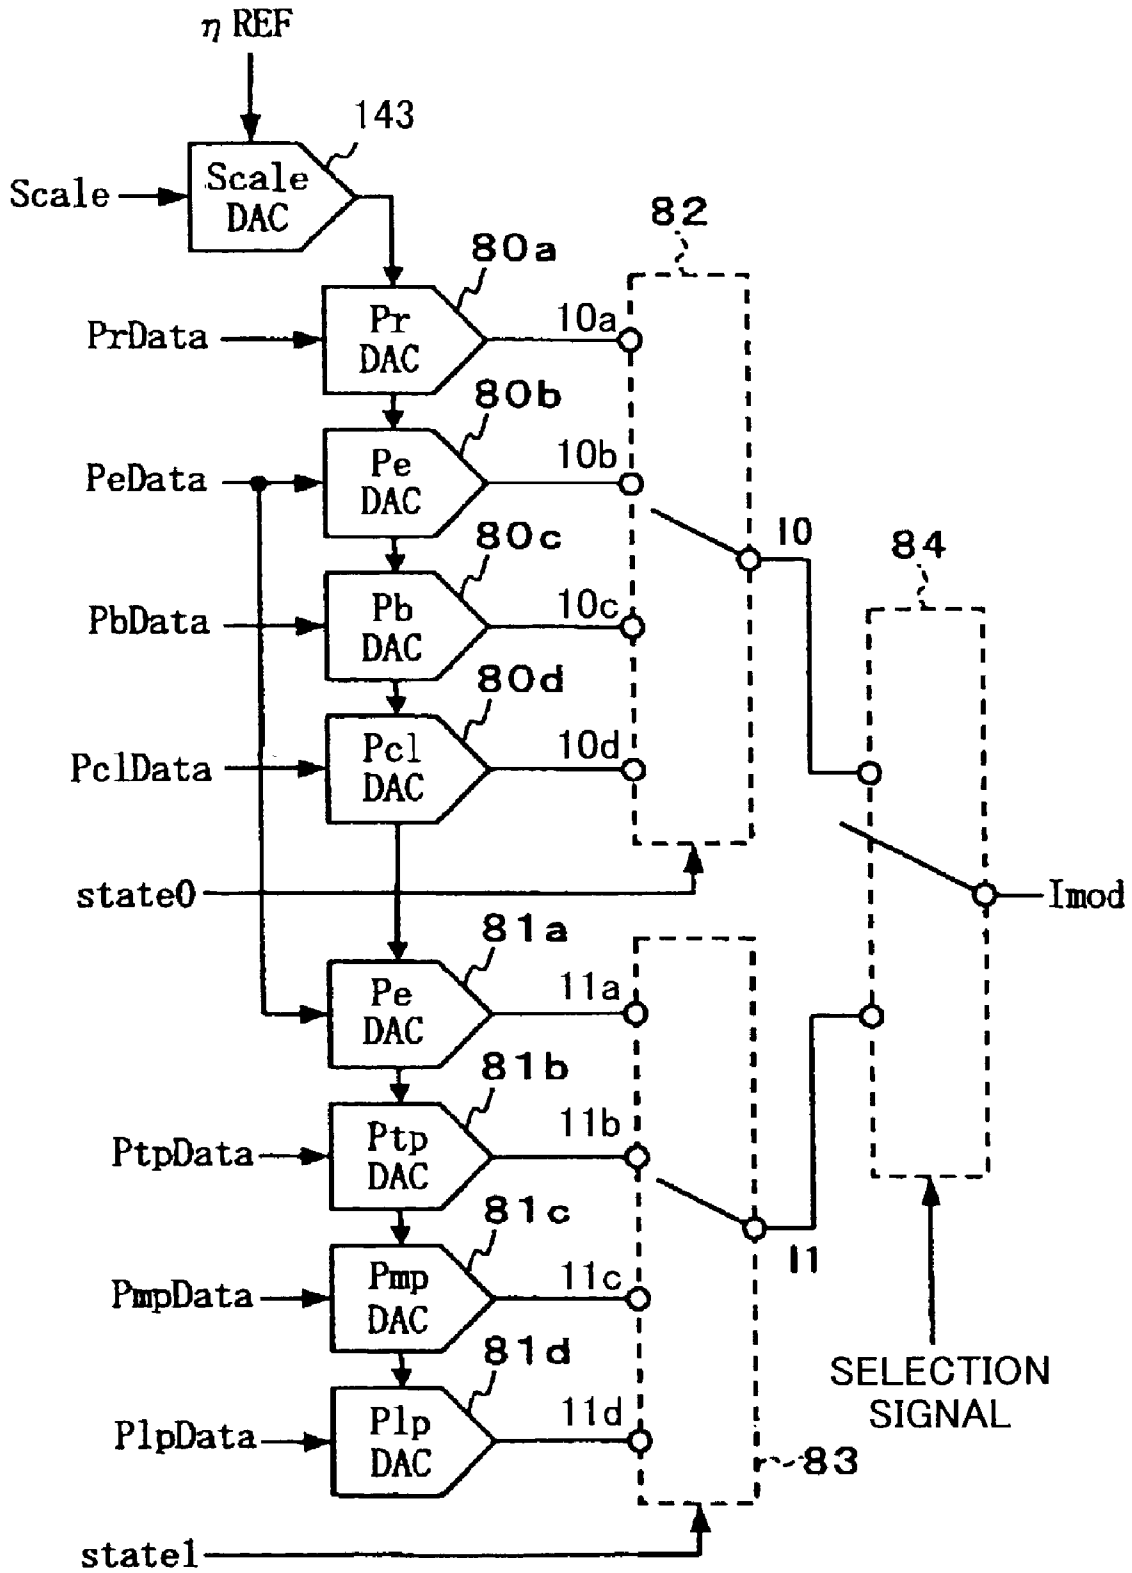 η REF
143
Scale
Scale
DAC
82
80a
PrData
Pr
DAC
10a
80b
PeData
Pe
DAC
10b
I0
84
80c
PbData
Pb
DAC
10c
80d
PclData
Pcl
DAC
10d
state0
Imod
81a
Pe
DAC
11a
81b
PtpData
Ptp
DAC
11b
81c
I1
PmpData
Pmp
DAC
11c
81d
SELECTION
SIGNAL
PlpData
Plp
DAC
11d
83
state1